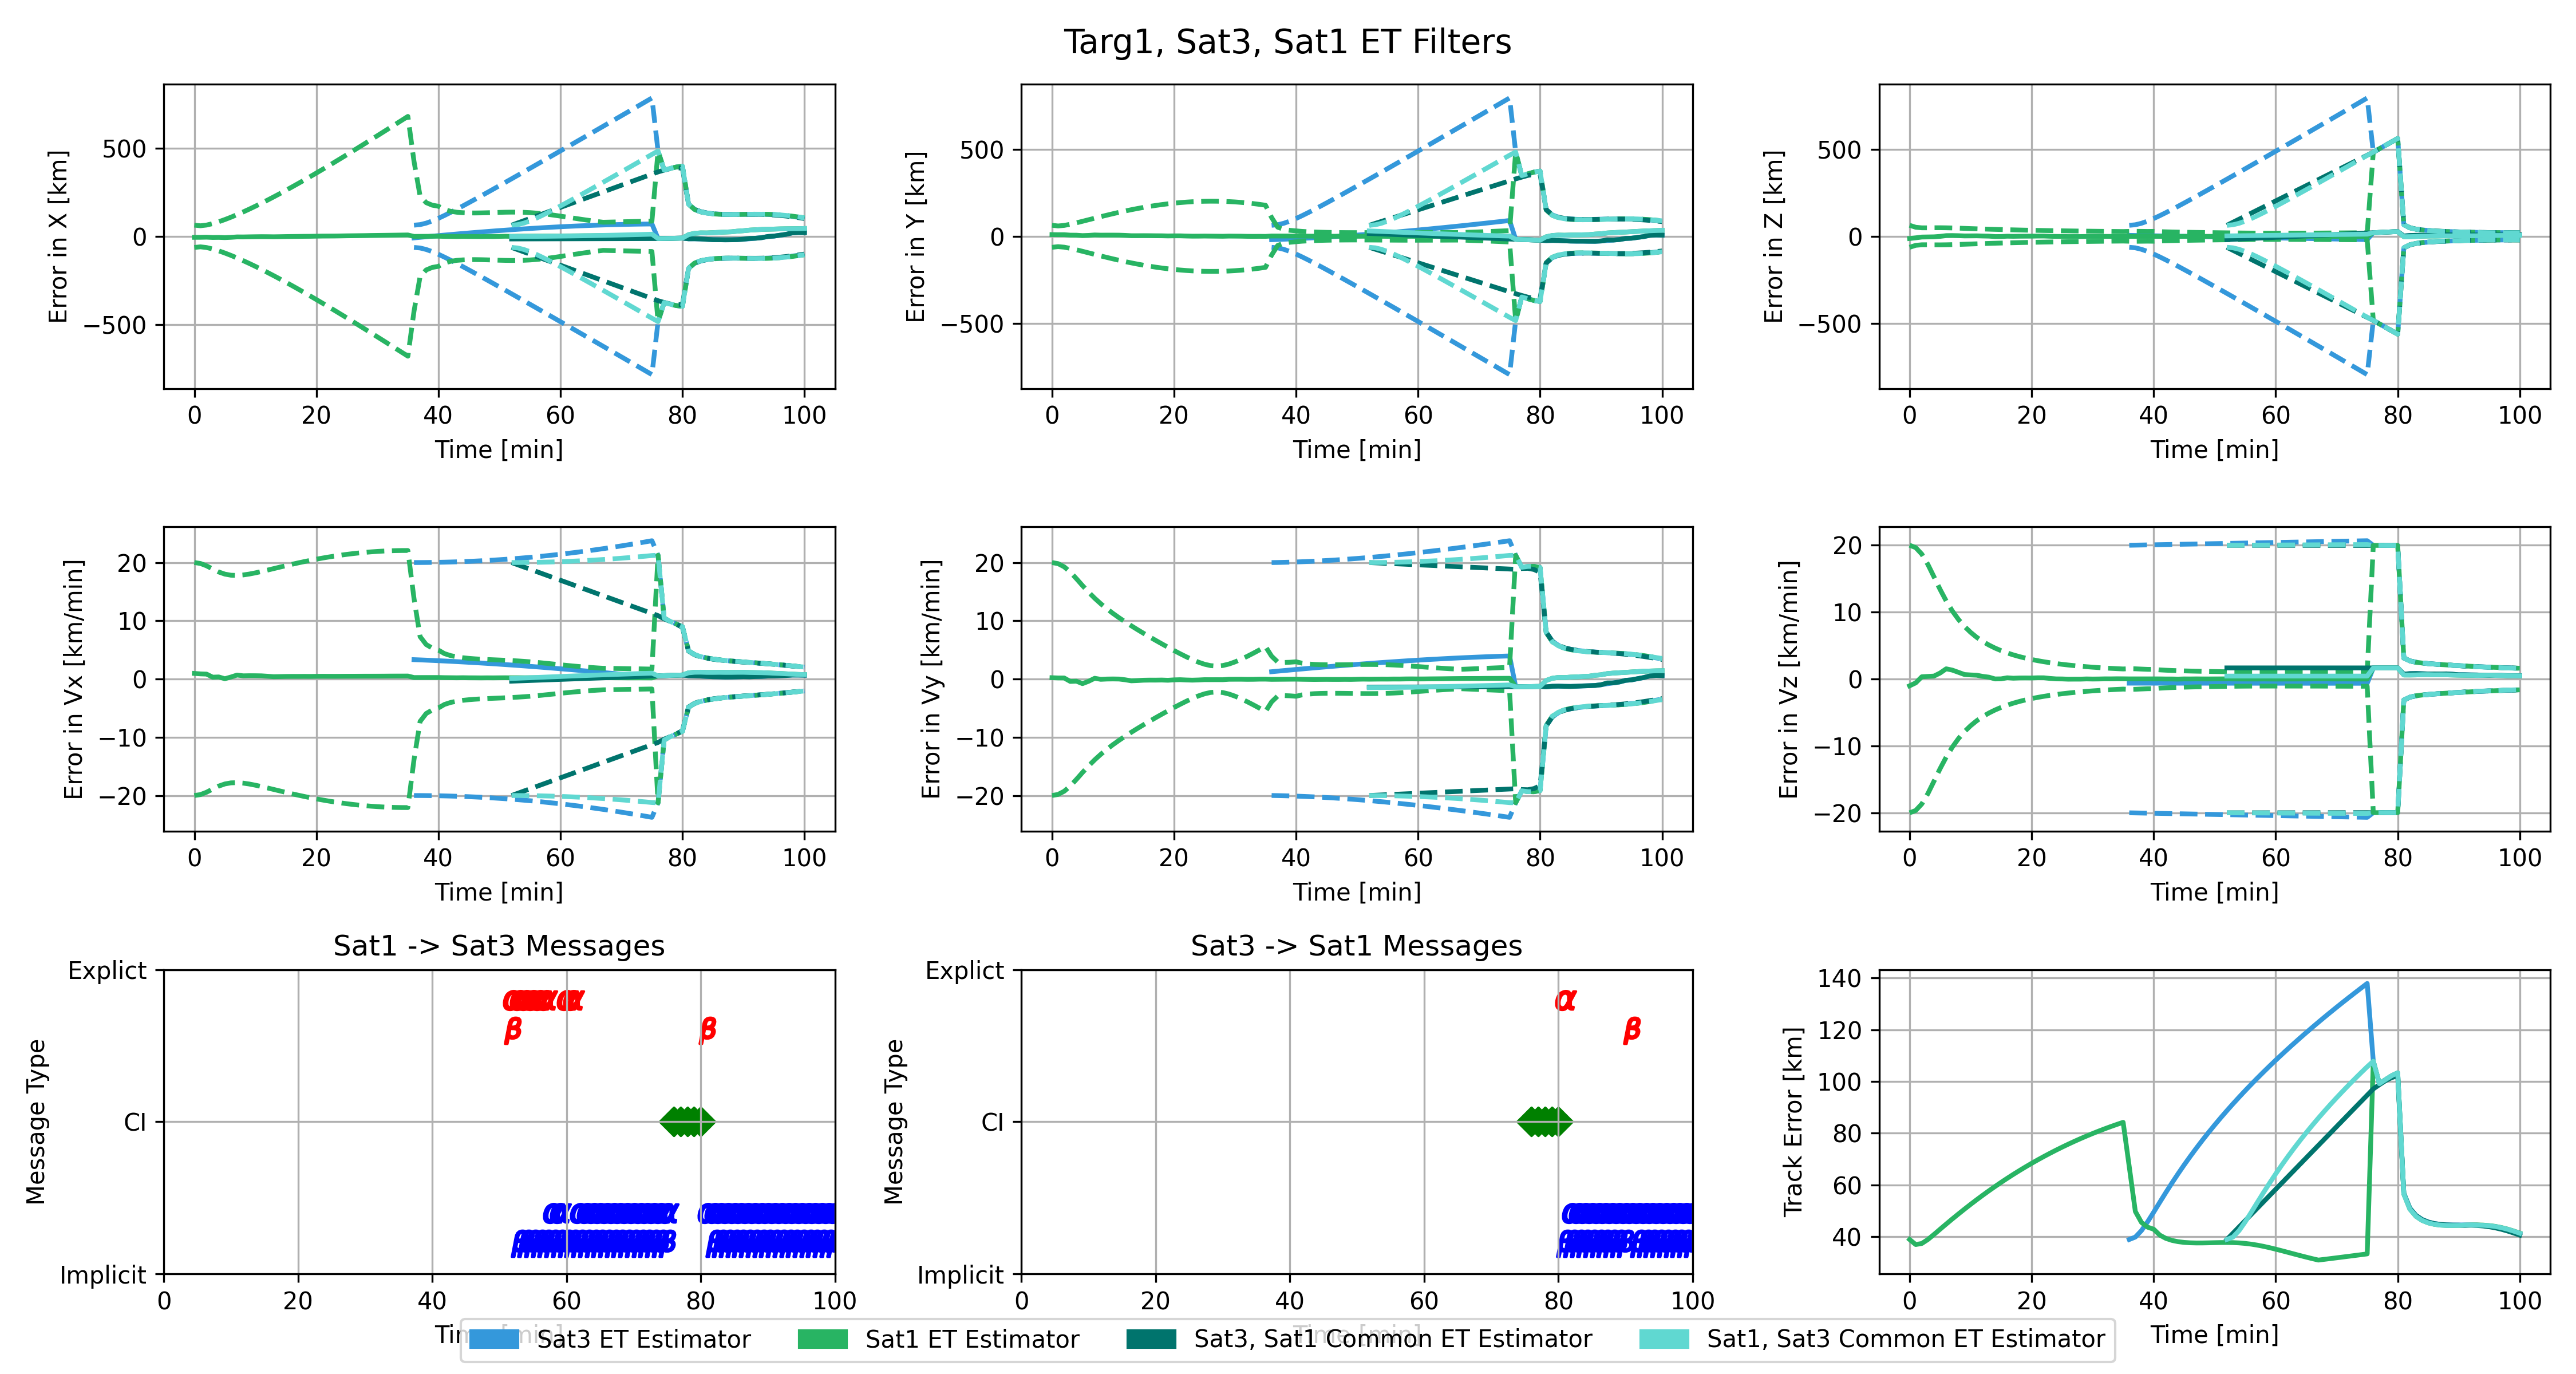 Targ1, Sat3, Sat1 ET Filters
Error in X [km]
500
0
−500
0 20 40 60 80 100
Time [min]
Error in Y [km]
500
0
−500
0 20 40 60 80 100
Time [min]
Error in Z [km]
500
0
−500
0 20 40 60 80 100
Time [min]
Error in Vx [km/min]
20
10
0
−10
−20
0 20 40 60 80 100
Time [min]
Error in Vy [km/min]
20
10
0
−10
−20
0 20 40 60 80 100
Time [min]
Error in Vz [km/min]
20
10
0
−10
−20
0 20 40 60 80 100
Time [min]
Sat1 -> Sat3 Messages
Message Type
Explict
α
β β
CI
α
β
Implicit
0 20 40 60 80 100
Sat3 -> Sat1 Messages
Message Type
Explict
α
β
CI
Implicit
0 20 40 60 80 100
Track Error [km]
140
120
100
80
60
40
0 20 40 60 80 100
Time [min]
Sat3 ET Estimator
Sat1 ET Estimator
Sat3, Sat1 Common ET Estimator
Sat1, Sat3 Common ET Estimator